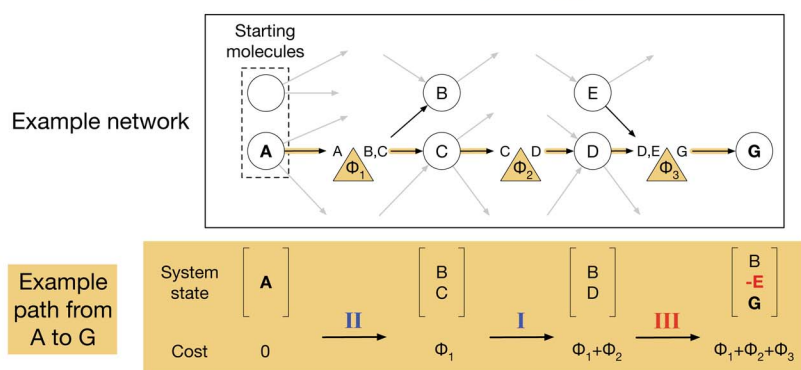 Starting
molecules
Example network
B
E
A
A B,C
Φ1
C
C D
Φ2
D
D,E G
Φ3
G
Example
path from
A to G
System
state
A
B
C
B
D
B
-E
G
II
I
III
Cost
0
Φ1
Φ1+Φ2
Φ1+Φ2+Φ3